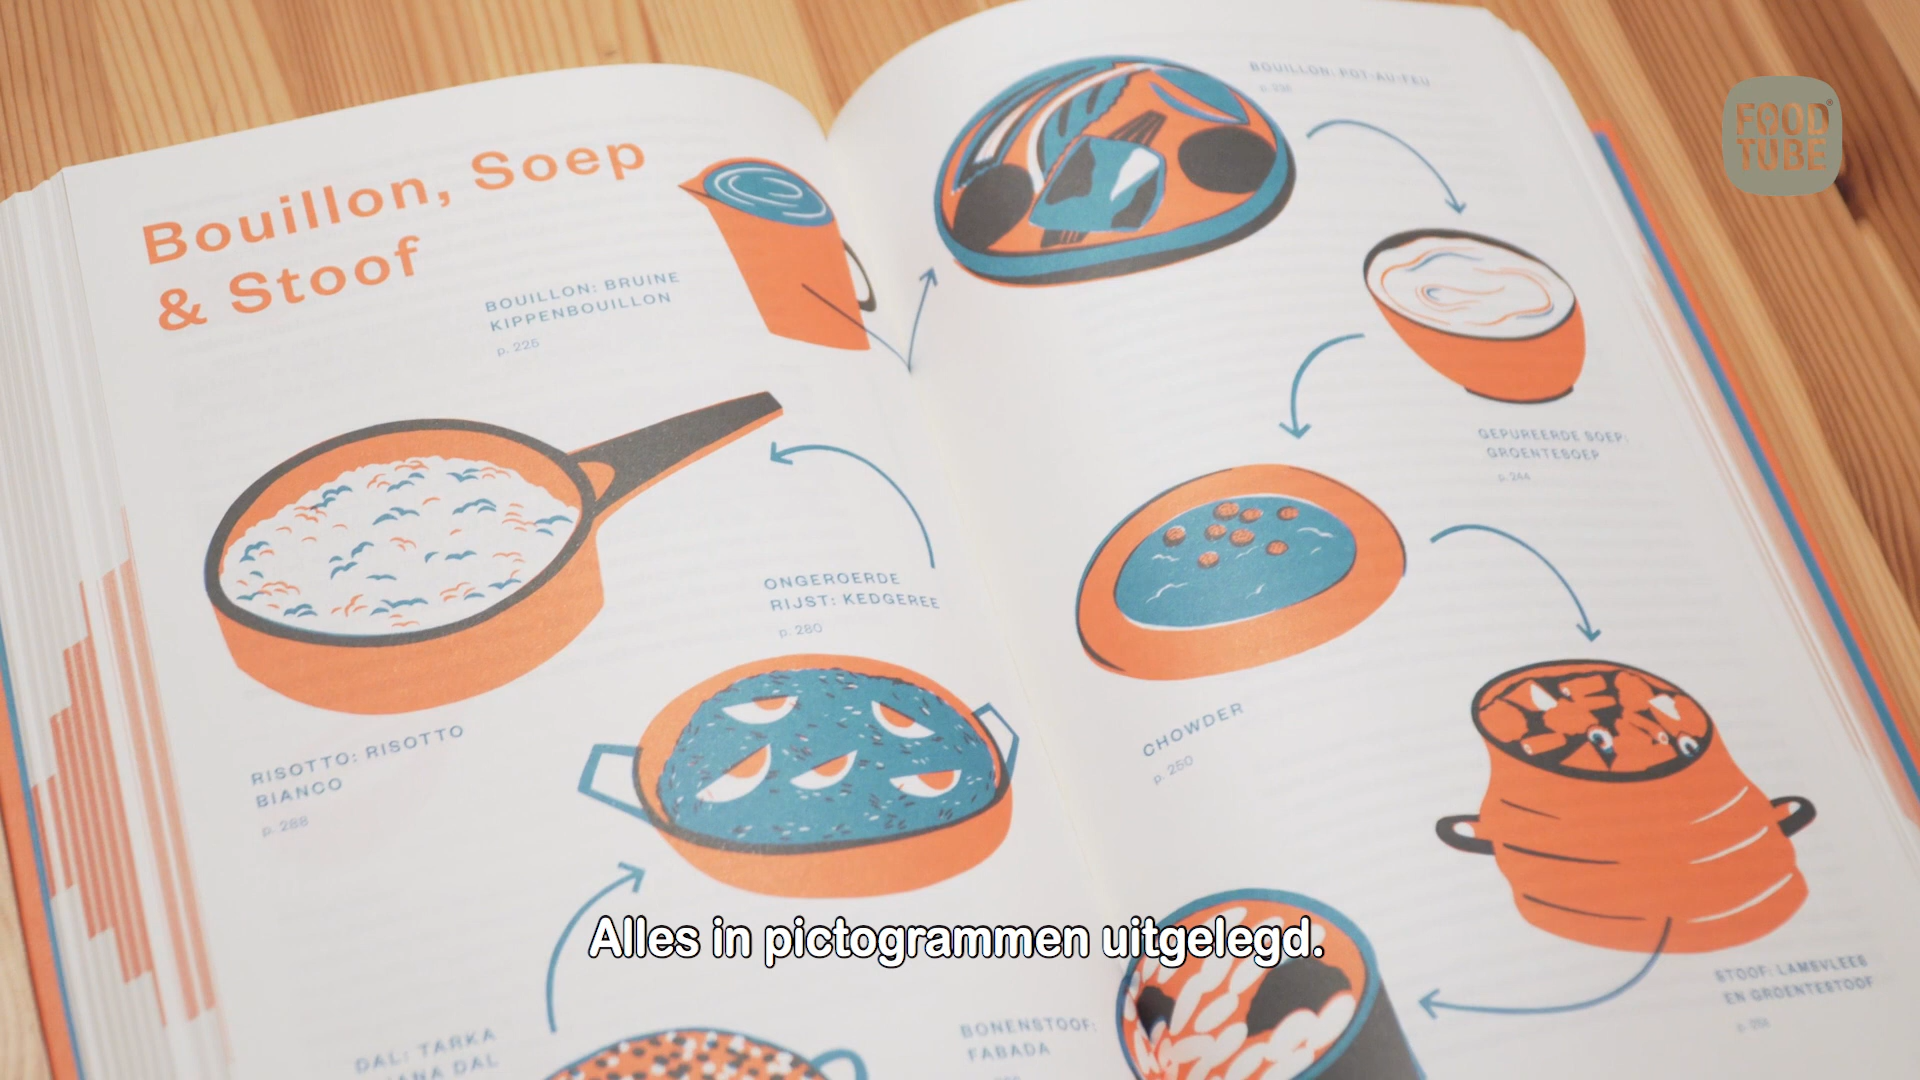 Bouillon, Soep
& Stoof
BOUILLON: BRUINE
KIPPENBOUILLON
p. 225
BOUILLON: POT-AU-FEU
FOOD
TUBE
GEPUREERDE SOEP:
GROENTESOEP
p. 244
ONGEROERDE
RIJST: KEDGEREE
p. 280
RISOTTO: RISOTTO
BIANCO
p. 288
CHOWDER
p. 250
Alles in pictogrammen uitgelegd.
STOOF: LAMSVLEES
EN GROENTESTOOF
DAL: TARKA
DAL
BONENSTOOF:
FABADA